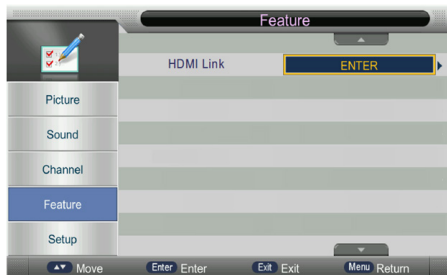 Feature
HDMI Link ENTER
Picture
Sound
Channel
Feature
Setup
Move Enter Enter Exit Exit Menu Return